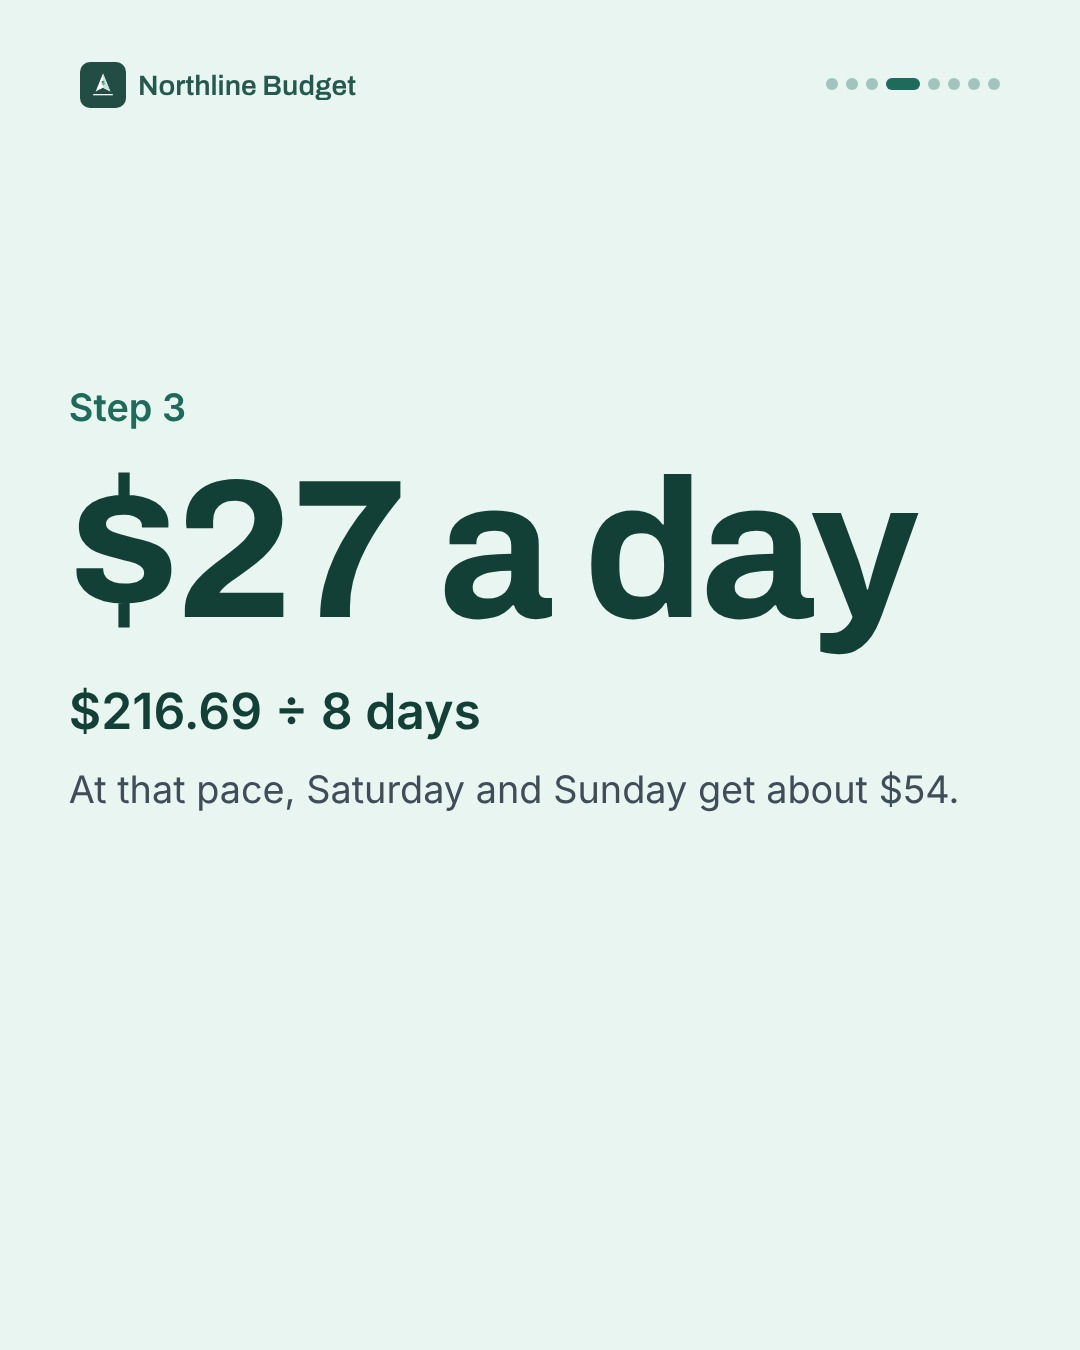 Northline Budget
Step 3
$27 a day
$216.69 ÷ 8 days
At that pace, Saturday and Sunday get about $54.